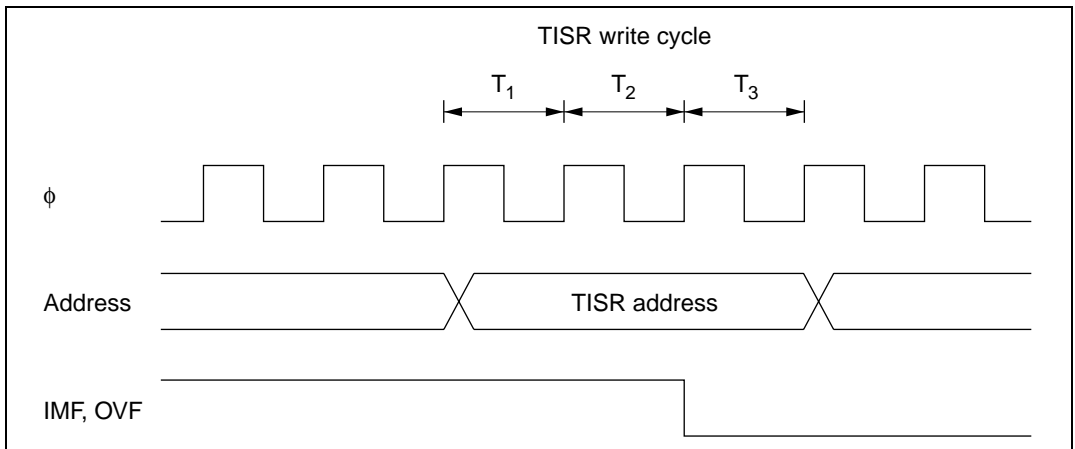 TISR write cycle
T1 T2 T3
φ
Address TISR address
IMF, OVF